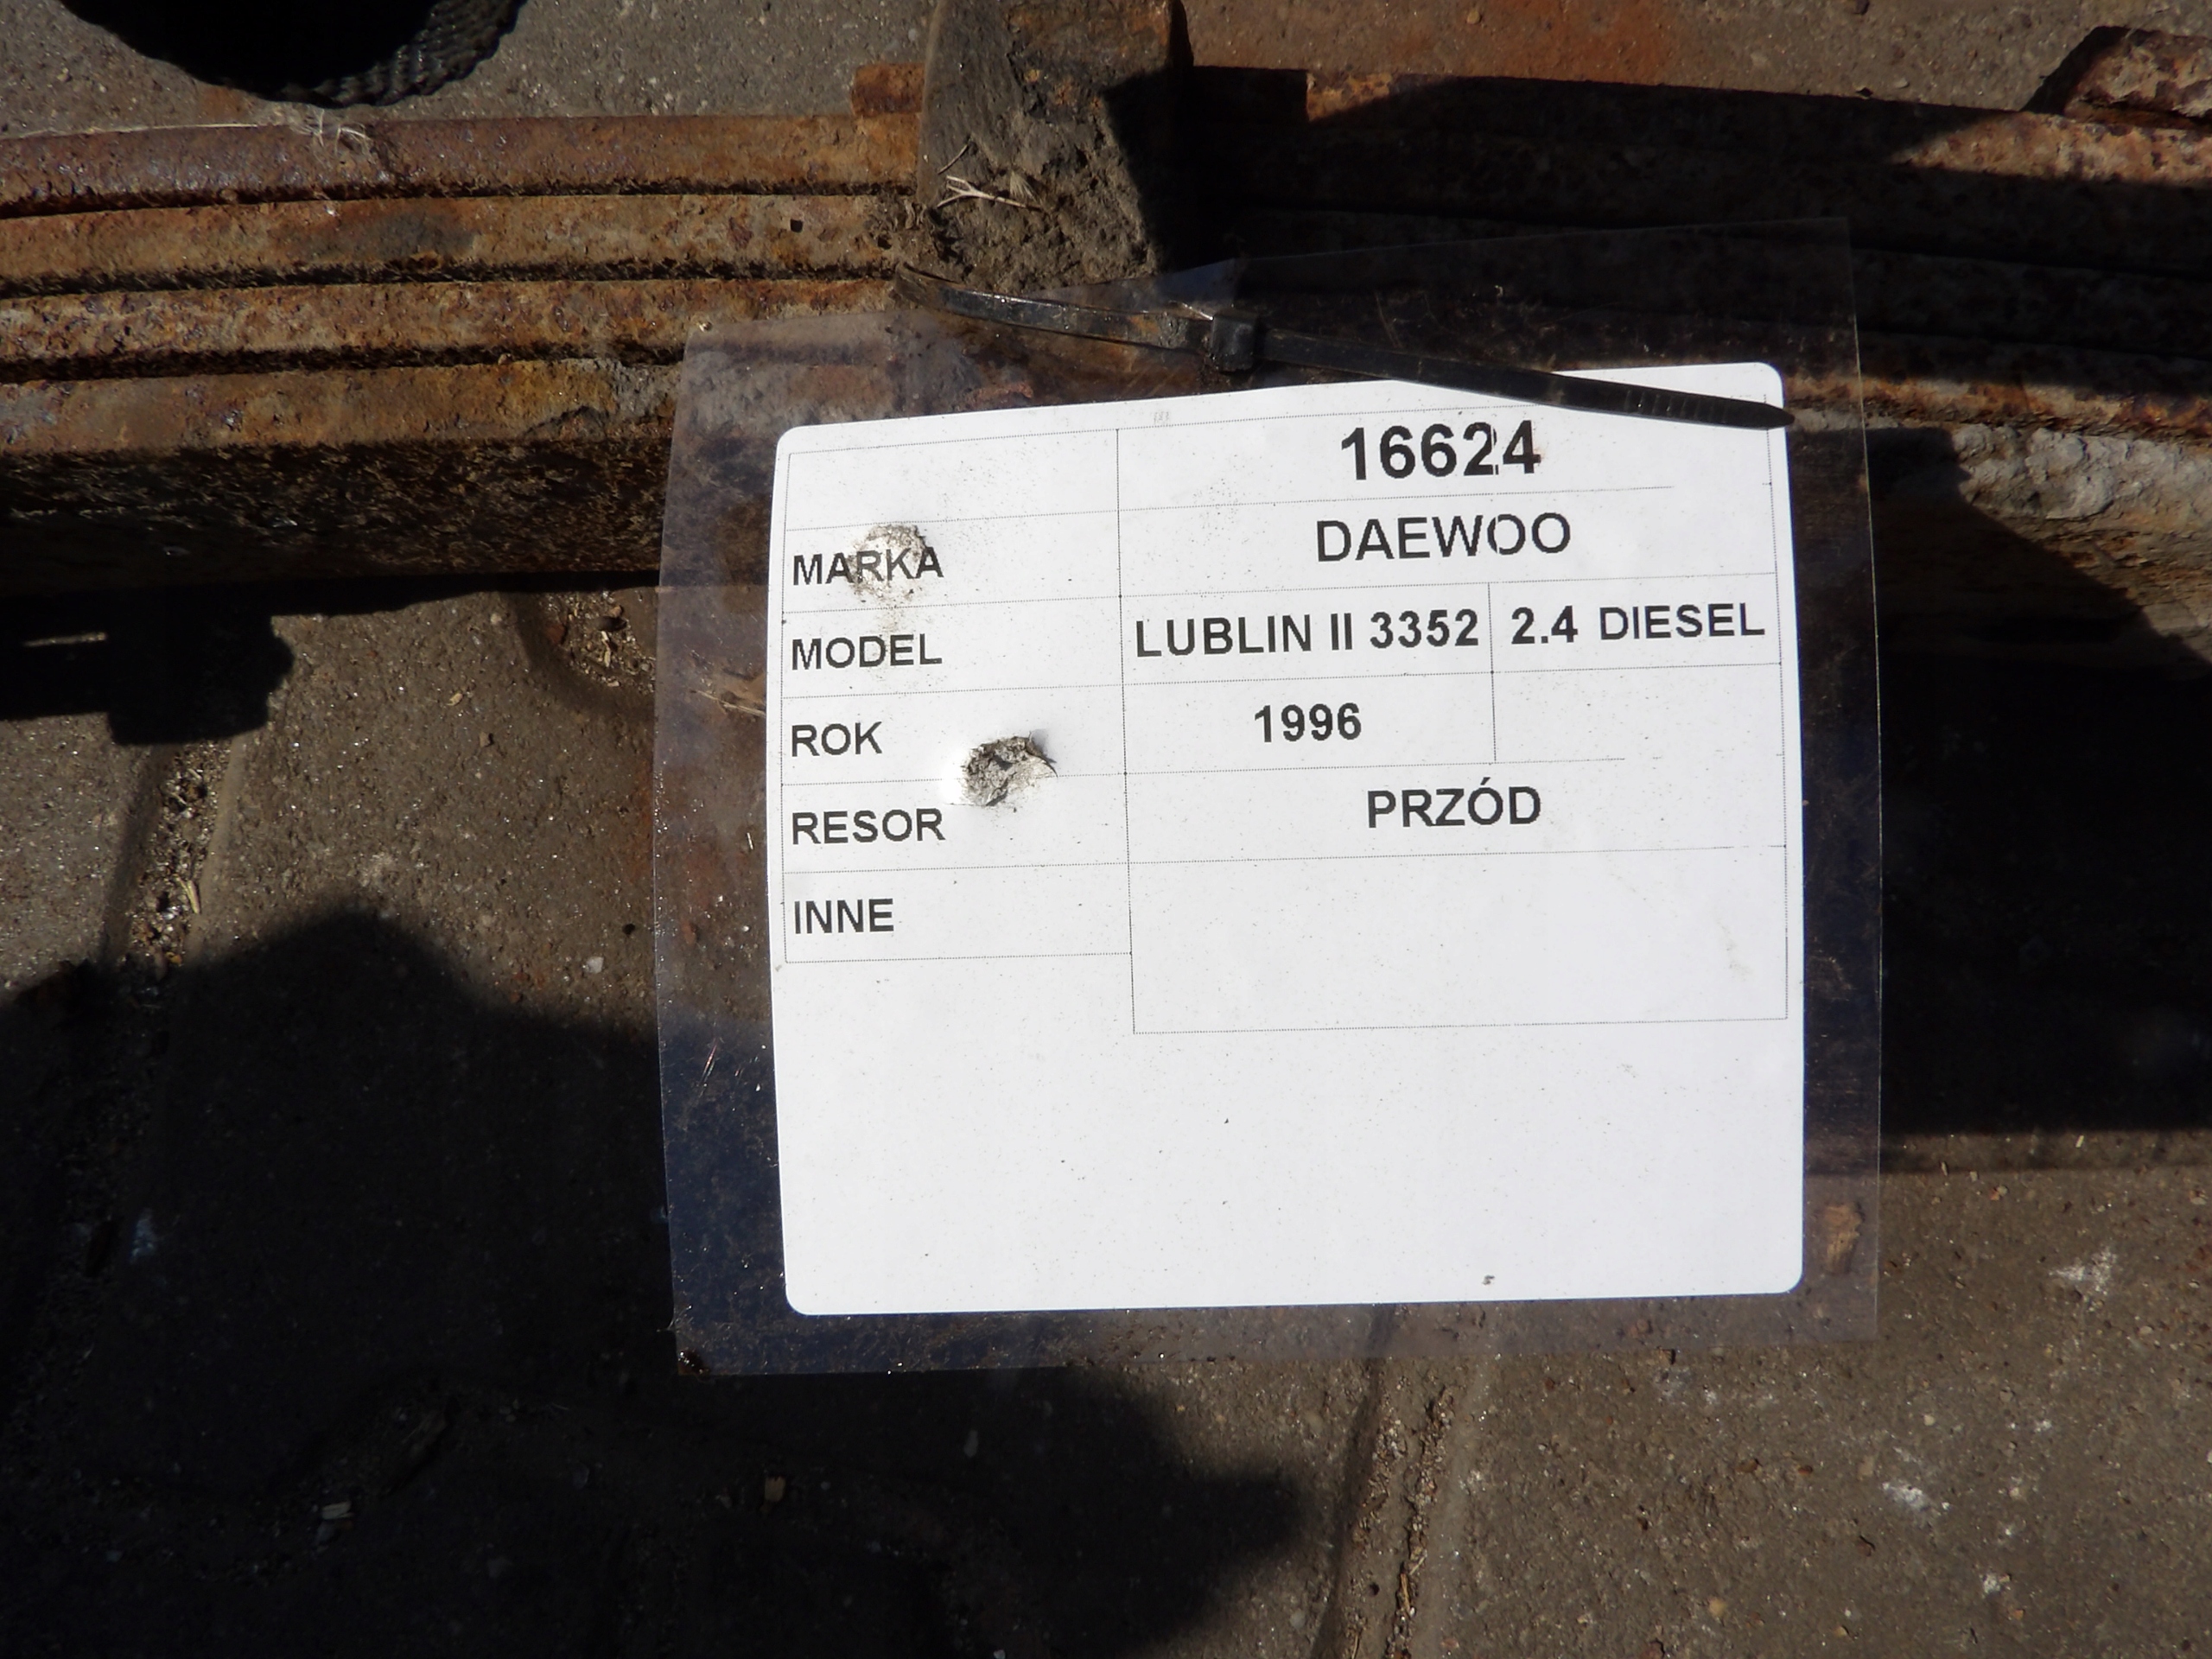 16624
MARKA DAEWOO
MODEL LUBLIN II 3352 2.4 DIESEL
ROK 1996
RESOR PRZÓD
INNE